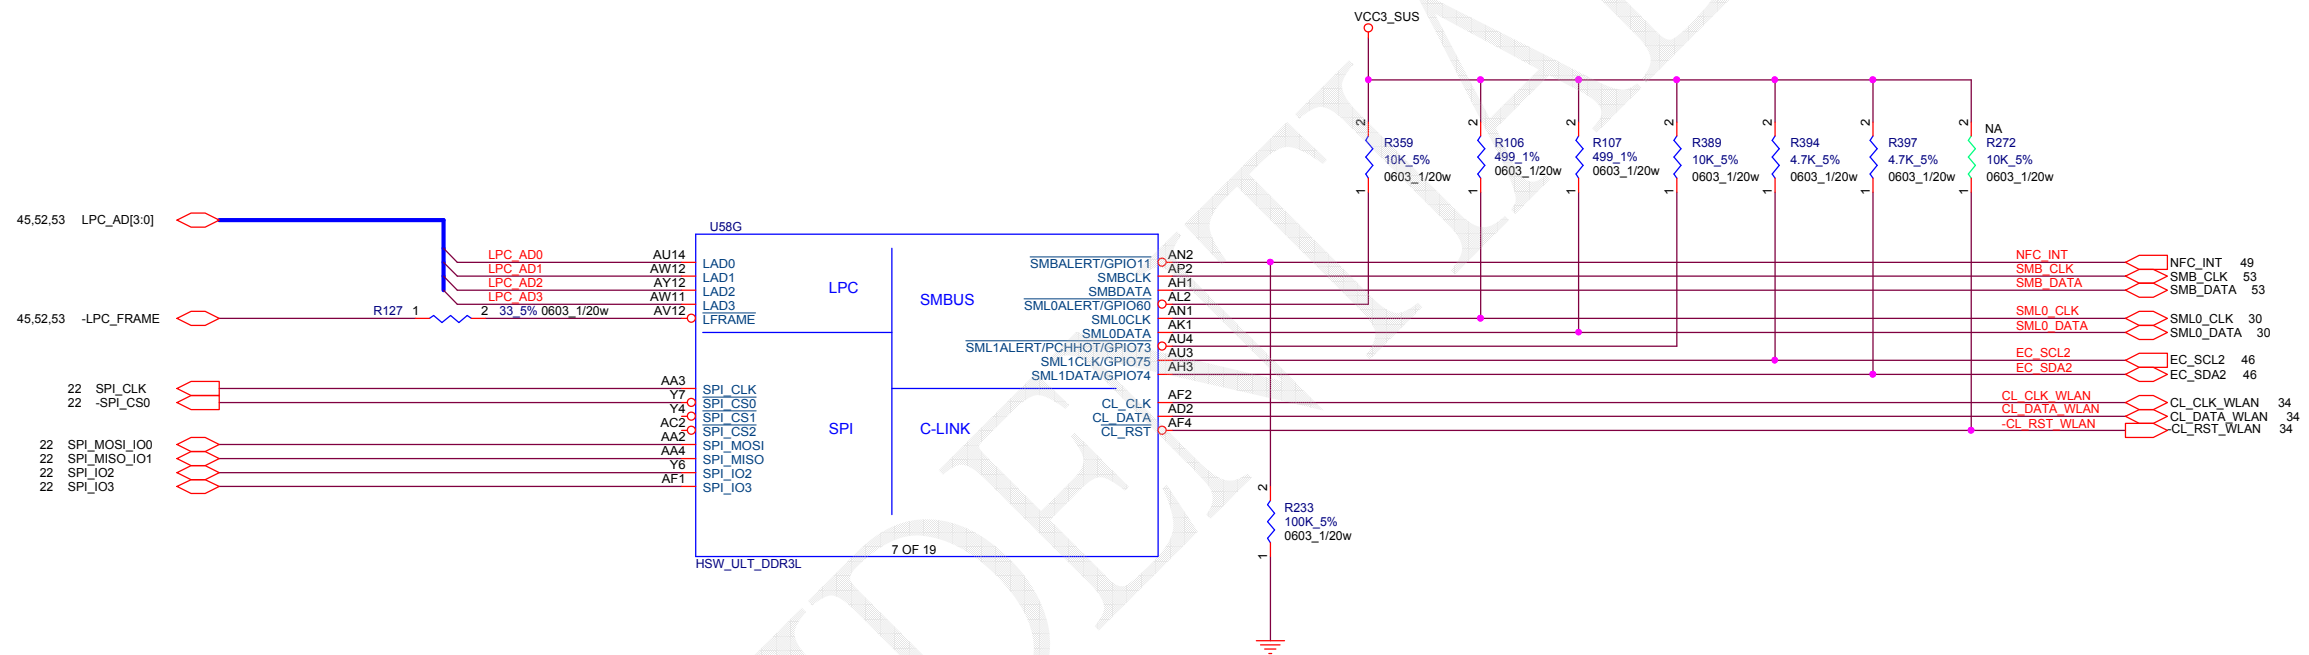 VCC3_SUS
2 R359 10K_5% 0603_1/20w 1
2 R106 499_1% 0603_1/20w 1
2 R107 499_1% 0603_1/20w 1
2 R389 10K_5% 0603_1/20w 1
2 R394 4.7K_5% 0603_1/20w 1
2 R397 4.7K_5% 0603_1/20w 1
2 NA R272 10K_5% 0603_1/20w 1
45,52,53 LPC_AD[3:0]
U58G
LPC_AD0 AU14 LAD0
LPC_AD1 AW12 LAD1
LPC_AD2 AY12 LAD2
LPC_AD3 AW11 LAD3
45,52,53 -LPC_FRAME R127 1 2 33_5% 0603_1/20w AV12 LFRAME
LPC
SMBUS
SMBALERT/GPIO11 AN2 NFC_INT NFC_INT 49
SMBCLK AP2 SMB_CLK SMB_CLK 53
SMBDATA AH1 SMB_DATA SMB_DATA 53
SML0ALERT/GPIO60 AL2
SML0CLK AN1 SML0_CLK SML0_CLK 30
SML0DATA AK1 SML0_DATA SML0_DATA 30
SML1ALERT/PCHHOT/GPIO73 AU4
SML1CLK/GPIO75 AU3 EC_SCL2 EC_SCL2 46
SML1DATA/GPIO74 AH3 EC_SDA2 EC_SDA2 46
22 SPI_CLK AA3 SPI_CLK
22 -SPI_CS0 Y7 SPI_CS0
Y4 SPI_CS1
AC2 SPI_CS2
22 SPI_MOSI_IO0 AA2 SPI_MOSI
22 SPI_MISO_IO1 AA4 SPI_MISO
22 SPI_IO2 Y6 SPI_IO2
22 SPI_IO3 AF1 SPI_IO3
SPI
C-LINK
CL_CLK AF2 CL_CLK_WLAN CL_CLK_WLAN 34
CL_DATA AD2 CL_DATA_WLAN CL_DATA_WLAN 34
CL_RST AF4 -CL_RST_WLAN -CL_RST_WLAN 34
2 R233 100K_5% 0603_1/20w 1
7 OF 19
HSW_ULT_DDR3L